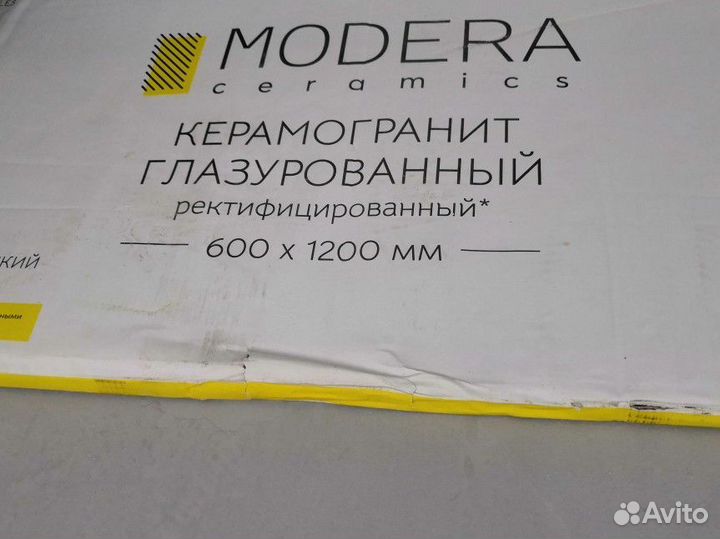 MODERA
ceramics
КЕРАМОГРАНИТ
ГЛАЗУРОВАННЫЙ
ректифицированный*
600 x 1200 мм
Avito